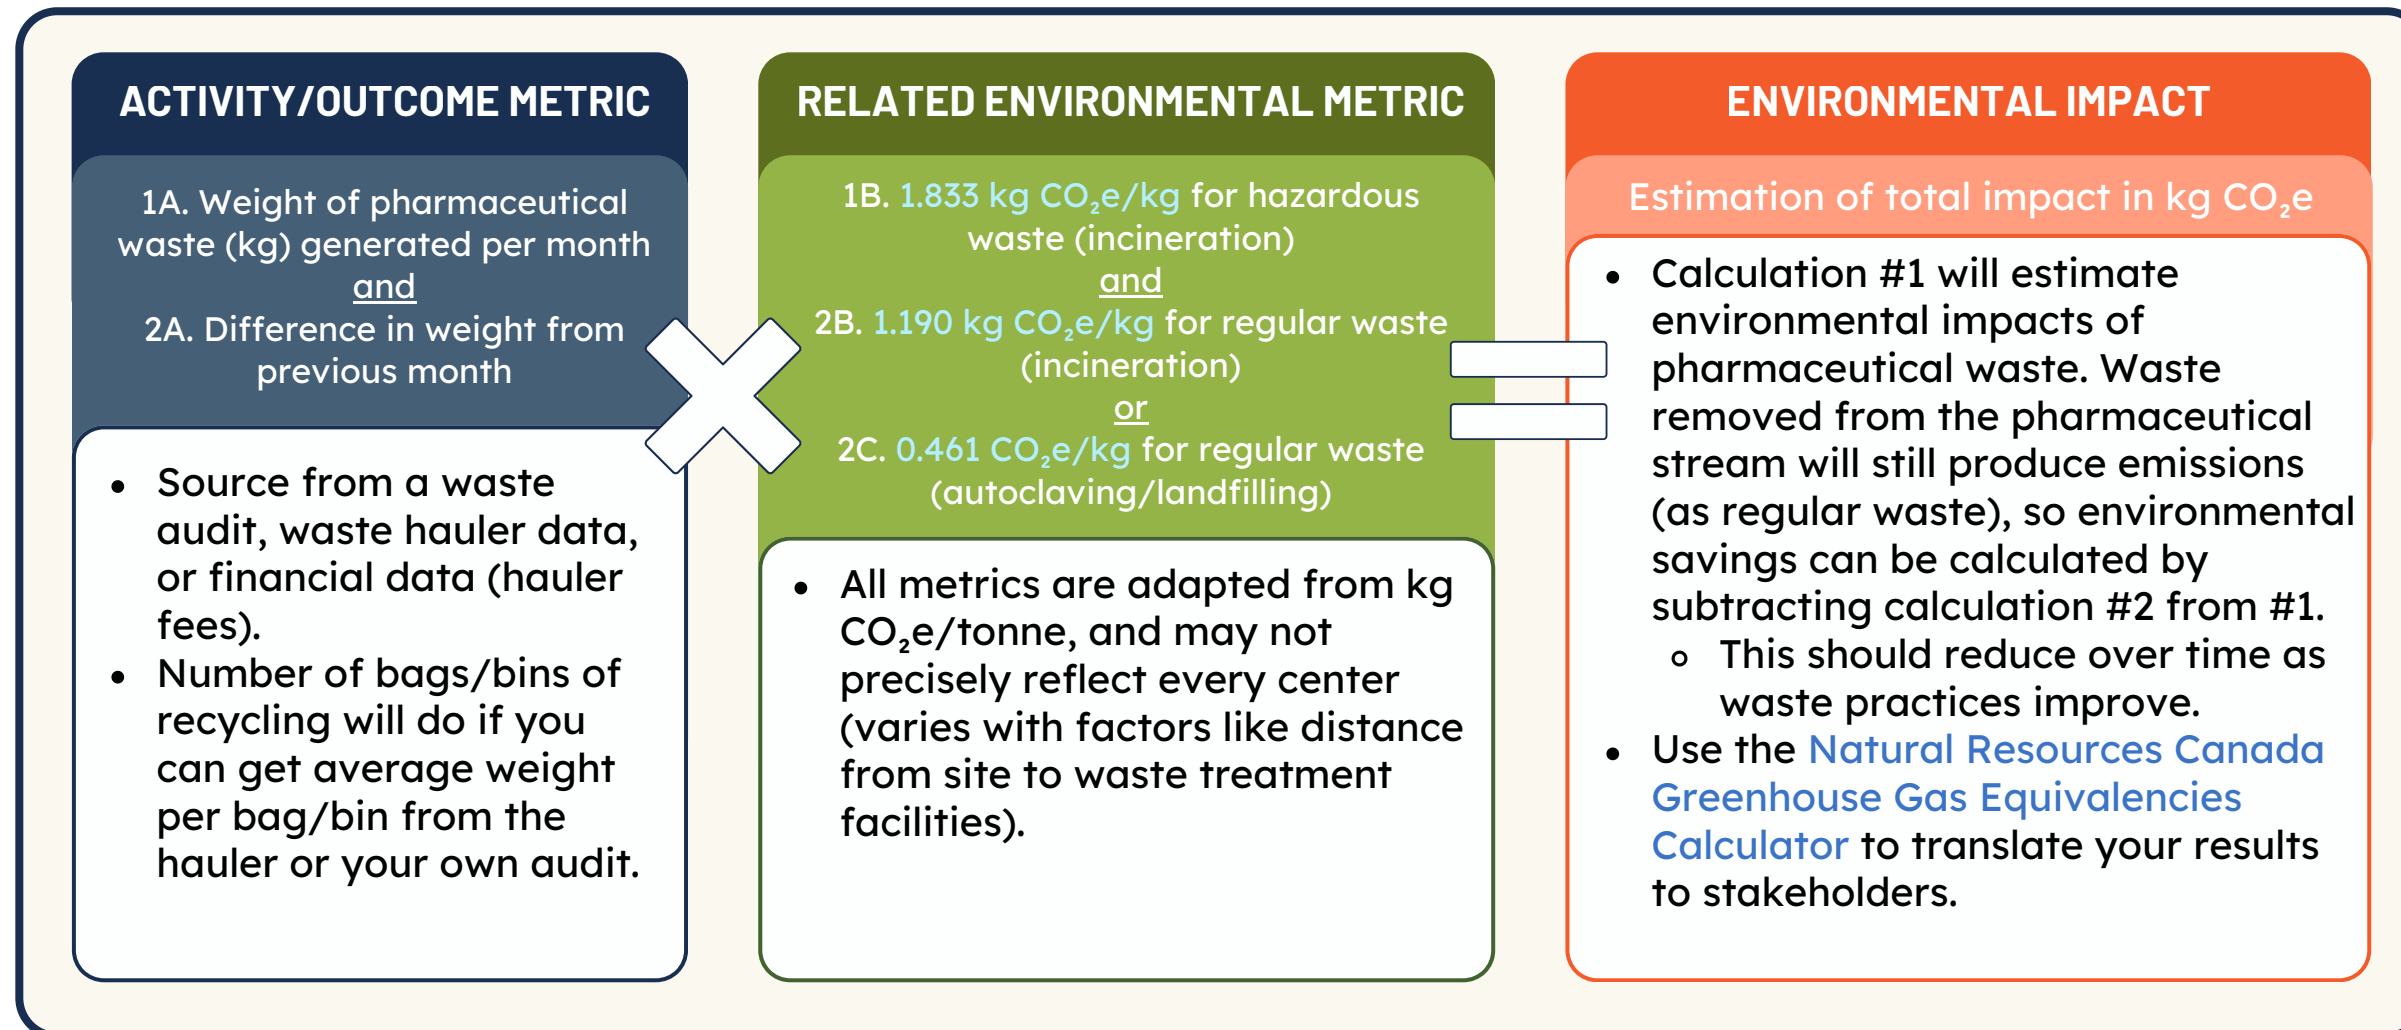 ACTIVITY/OUTCOME METRIC
1A. Weight of pharmaceutical
waste (kg) generated per month
and
2A. Difference in weight from
previous month
• Source from a waste
audit, waste hauler data,
or financial data (hauler
fees).
• Number of bags/bins of
recycling will do if you
can get average weight
per bag/bin from the
hauler or your own audit.
RELATED ENVIRONMENTAL METRIC
1B. 1.833 kg CO₂e/kg for hazardous
waste (incineration)
and
2B. 1.190 kg CO₂e/kg for regular waste
(incineration)
or
2C. 0.461 CO₂e/kg for regular waste
(autoclaving/landfilling)
• All metrics are adapted from kg
CO₂e/tonne, and may not
precisely reflect every center
(varies with factors like distance
from site to waste treatment
facilities).
ENVIRONMENTAL IMPACT
Estimation of total impact in kg CO₂e
• Calculation #1 will estimate
environmental impacts of
pharmaceutical waste. Waste
removed from the pharmaceutical
stream will still produce emissions
(as regular waste), so environmental
savings can be calculated by
subtracting calculation #2 from #1.
◦ This should reduce over time as
waste practices improve.
• Use the Natural Resources Canada
Greenhouse Gas Equivalencies
Calculator to translate your results
to stakeholders.